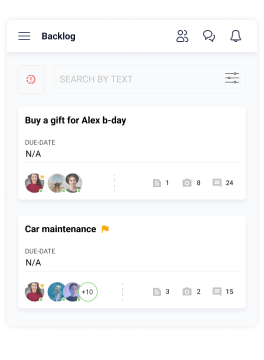 Backlog
SEARCH BY TEXT
Buy a gift for Alex b-day
DUE-DATE
N/A
1 8 24
Car maintenance
DUE-DATE
N/A
+10 3 2 15